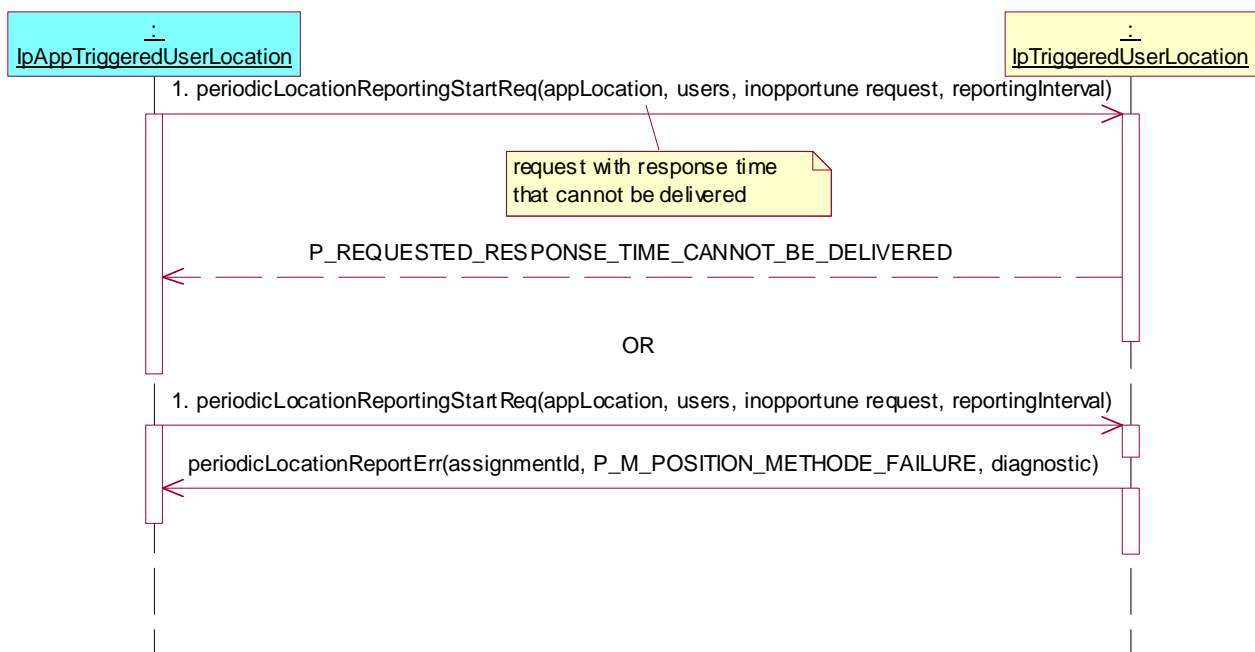 :
IpAppTriggeredUserLocation
:
IpTriggeredUserLocation
1. periodicLocationReportingStartReq(appLocation, users, inopportune request, reportingInterval)
request with response time
that cannot be delivered
P_REQUESTED_RESPONSE_TIME_CANNOT_BE_DELIVERED
OR
1. periodicLocationReportingStartReq(appLocation, users, inopportune request, reportingInterval)
periodicLocationReportErr(assignmentId, P_M_POSITION_METHODE_FAILURE, diagnostic)